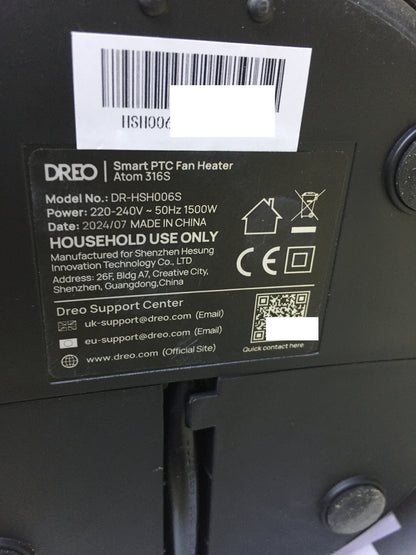 HSH006
DREO | Smart PTC Fan Heater
Atom 316S
Model No.: DR-HSH006S
Power: 220-240V ~ 50Hz 1500W
Date: 2024/07 MADE IN CHINA
HOUSEHOLD USE ONLY
Manufactured for Shenzhen Hesung
Innovation Technology Co., LTD
Address: 26F, Bldg A7, Creative City,
Shenzhen, Guangdong,China
CE
Dreo Support Center
uk-support@dreo.com (Email)
eu-support@dreo.com (Email)
www.dreo.com (Official Site)
Quick contact here